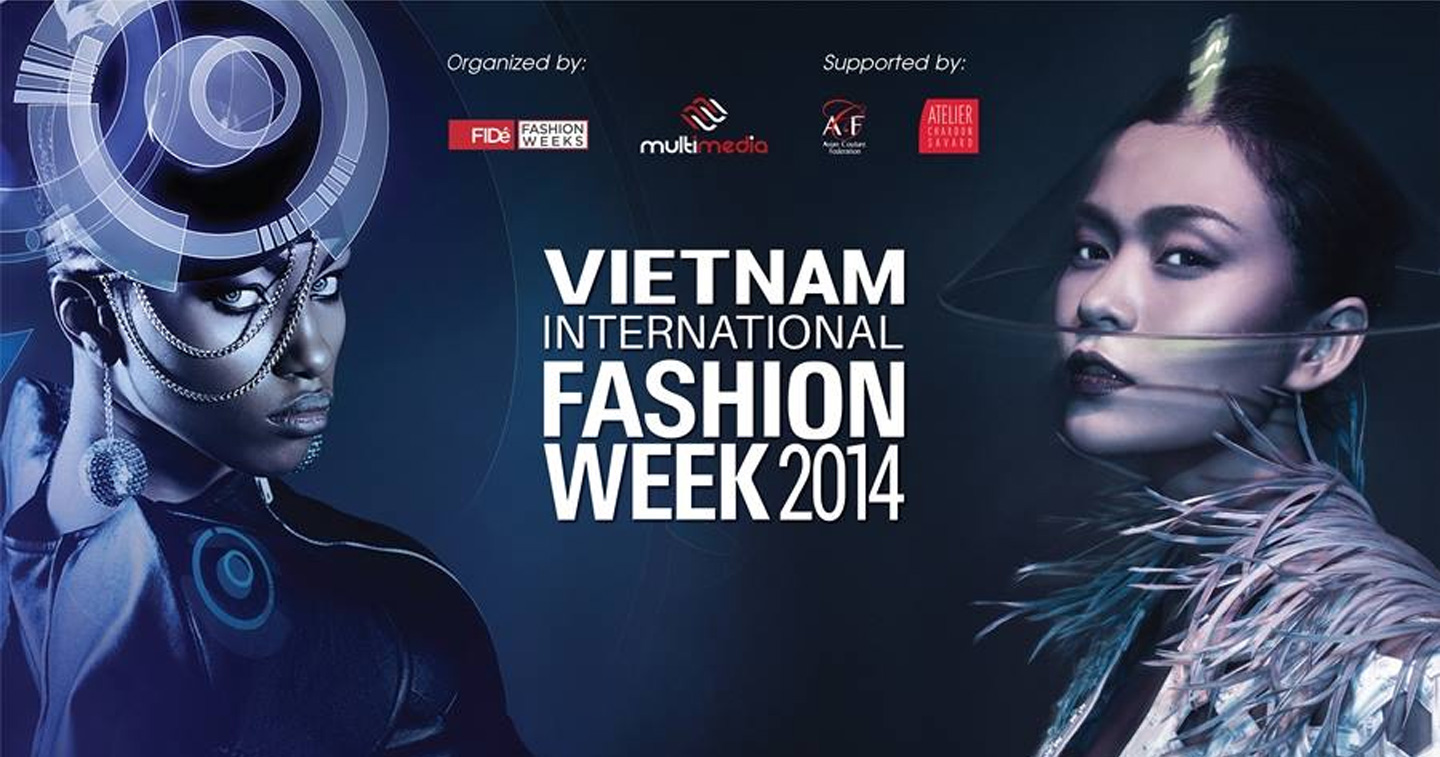 Organized by:
Supported by:
FIDé FASHION
WEEKS
multimedia
ACF
Asian Couture
Federation
ATELIER
CHARDON
SAVARD
VIETNAM
INTERNATIONAL
FASHION
WEEK 2014